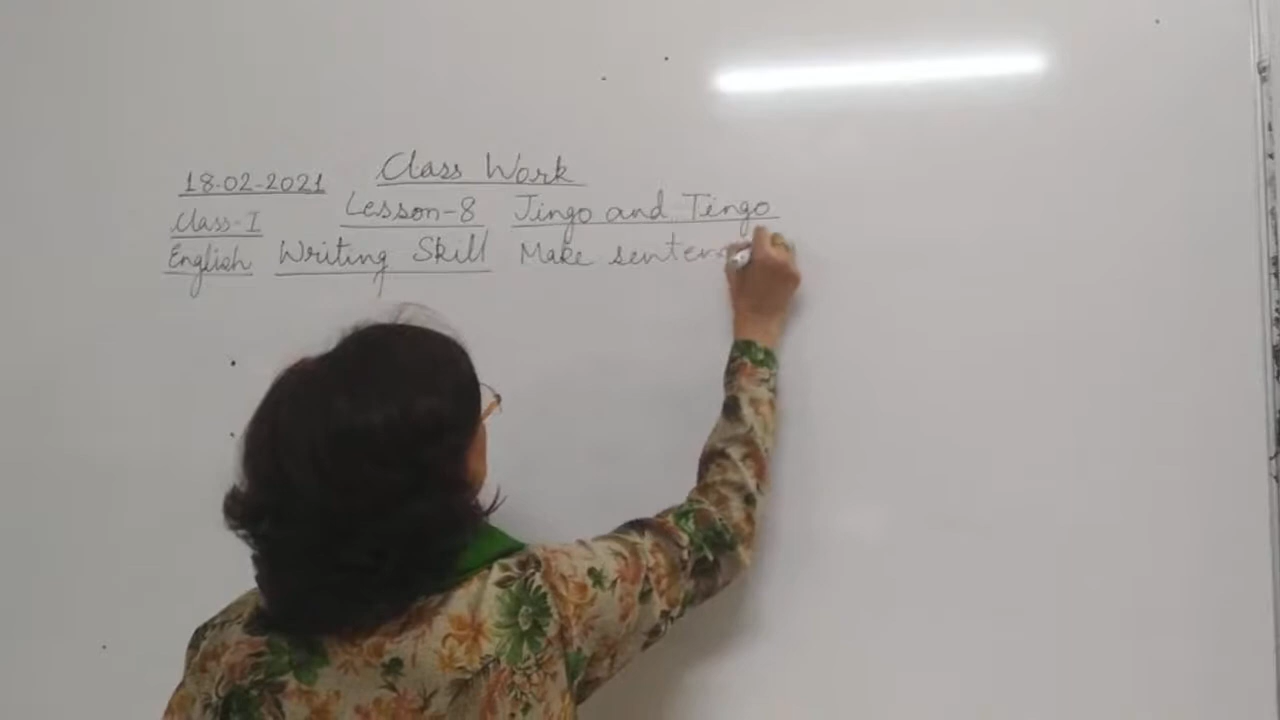 Class Work
18.02-2021
Class-I Lesson-8 Jingo and Tingo
English Writing Skill Make